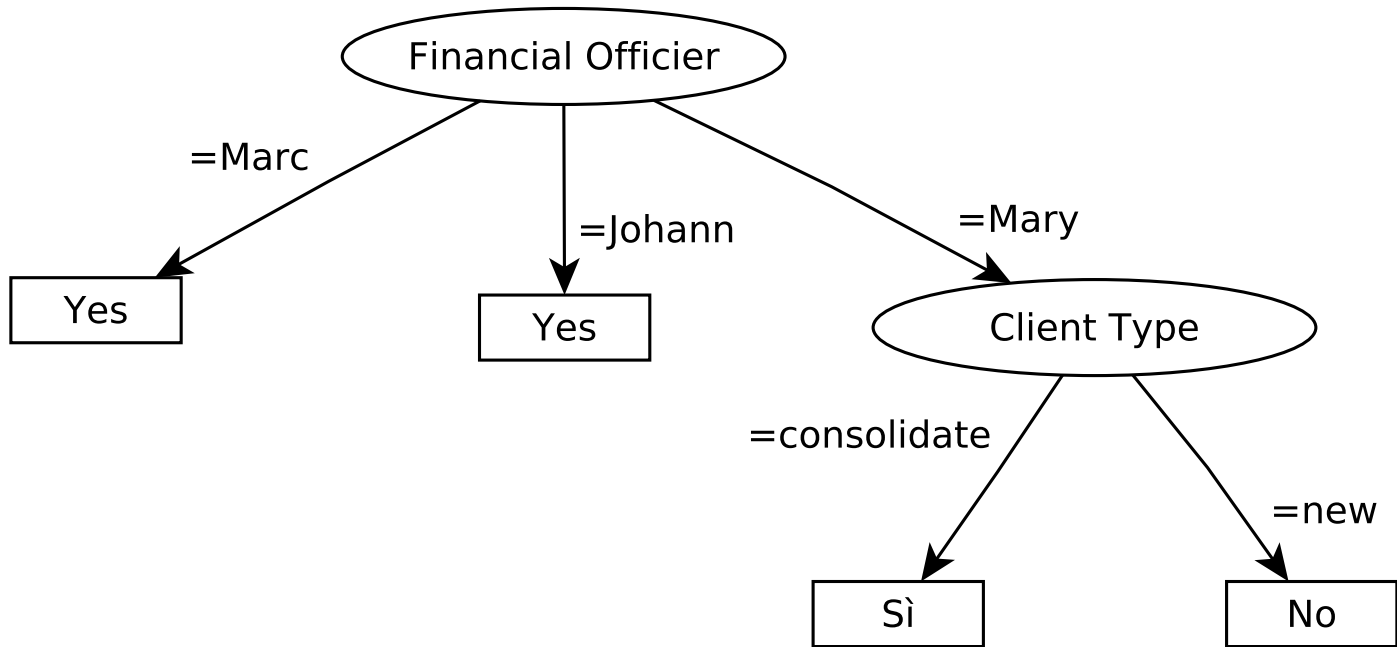 Financial Officier
=Marc
=Johann
=Mary
Yes
Yes
Client Type
=consolidate
=new
Sì
No